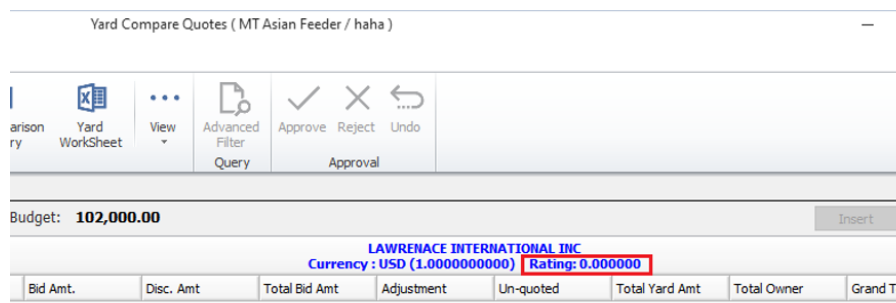 Yard Compare Quotes ( MT Asian Feeder / haha )
arison
ry
Yard
WorkSheet
View
Advanced
Filter
Approve Reject Undo
Query Approval
Budget: 102,000.00 Insert
LAWRENACE INTERNATIONAL INC
Currency : USD (1.0000000000) Rating: 0.000000
Bid Amt. Disc. Amt Total Bid Amt Adjustment Un-quoted Total Yard Amt Total Owner Grand T